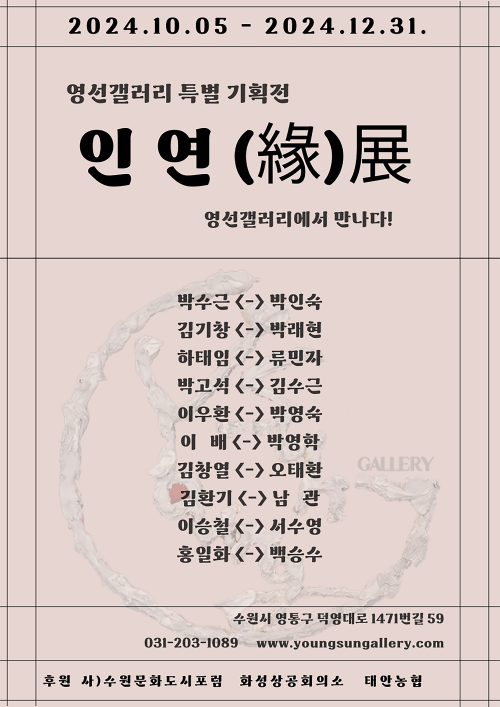 2024.10.05 - 2024.12.31.
영선갤러리 특별 기획전
인 연 (緣)展
영선갤러리에서 만나다!
박수근 <-> 박인숙
김기창 <-> 박래현
하태임 <-> 류민자
박고석 <-> 김수근
이우환 <-> 박영숙
이 배 <-> 박영학
김창열 <-> 오태환
GALLERY
김환기 <-> 남 관
이승철 <-> 서수영
홍일화 <-> 백승수
수원시 영통구 덕영대로 1471번길 59
031-203-1089 www.youngsungallery.com
후원 사)수원문화도시포럼 화성상공회의소 태안농협